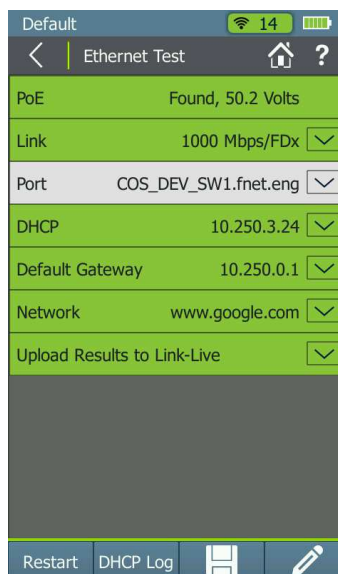 Default 14
Ethernet Test ?
PoE Found, 50.2 Volts
Link 1000 Mbps/FDx
Port COS_DEV_SW1.fnet.eng
DHCP 10.250.3.24
Default Gateway 10.250.0.1
Network www.google.com
Upload Results to Link-Live
Restart DHCP Log